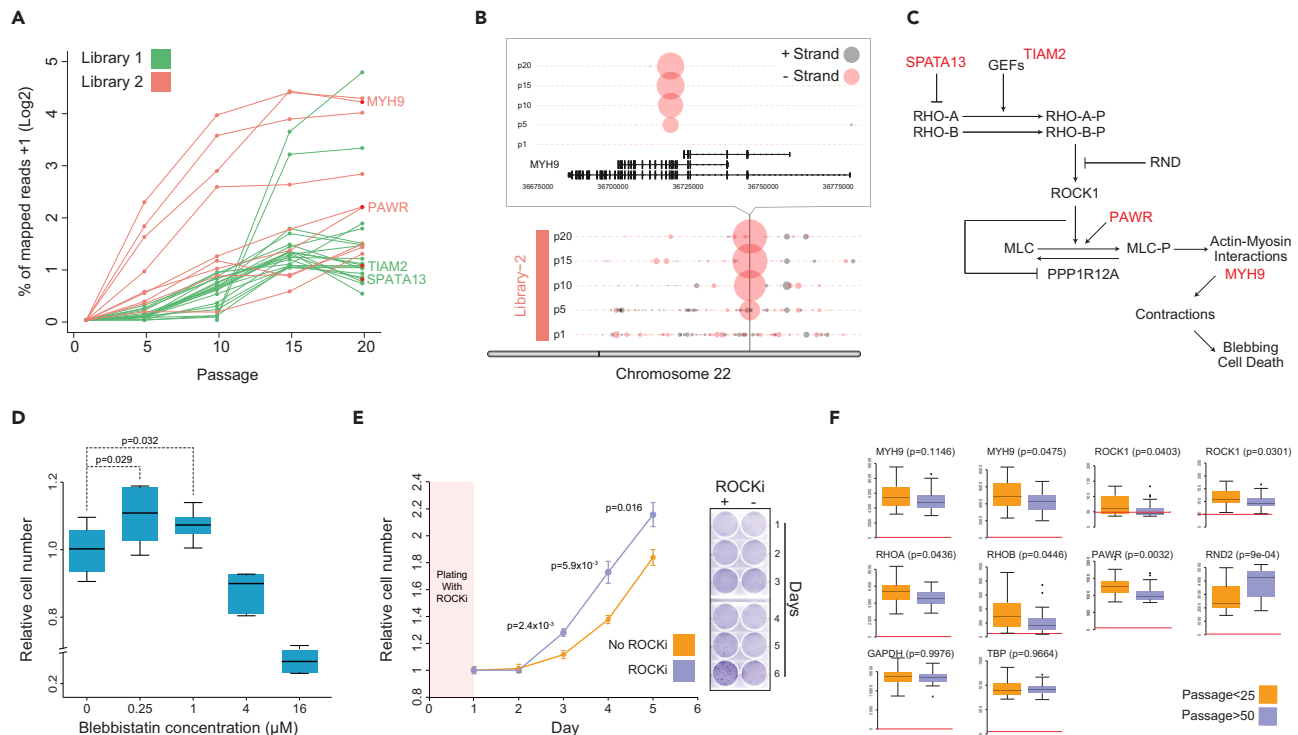 A
% of mapped reads +1 (Log2)
5
4
3
2
1
0
Library 1
Library 2
MYH9
PAWR
TIAM2
SPATA13
0 5 10 15 20
Passage
B
+ Strand
- Strand
p20
p15
p10
p5
p1
MYH9
36675000 36700000 36725000 36750000 36775000
Library-2
p20
p15
p10
p5
p1
Chromosome 22
C
SPATA13
GEFs TIAM2
RHO-A RHO-A-P
RHO-B RHO-B-P
RND
ROCK1
PAWR
MLC MLC-P Actin-Myosin
Interactions
PPP1R12A
MYH9
Contractions
Blebbing
Cell Death
D
Relative cell number
p=0.032
p=0.029
1.2
1.0
0.8
0.2
0 0.25 1 4 16
Blebbistatin concentration (µM)
E
Relative cell number
2.4
2.2
2.0
1.8
1.6
1.4
1.2
1.0
0.8
Plating
With
ROCKi
p=0.016
p=5.9x10-3
p=2.4x10-3
No ROCKi
ROCKi
0 1 2 3 4 5 6
Day
ROCKi
+ -
1
2
3
4
5
6
Days
F
MYH9 (p=0.1146)
MYH9 (p=0.0475)
ROCK1 (p=0.0403)
ROCK1 (p=0.0301)
RHOA (p=0.0436)
RHOB (p=0.0446)
PAWR (p=0.0032)
RND2 (p=9e-04)
GAPDH (p=0.9976)
TBP (p=0.9664)
Passage<25
Passage>50